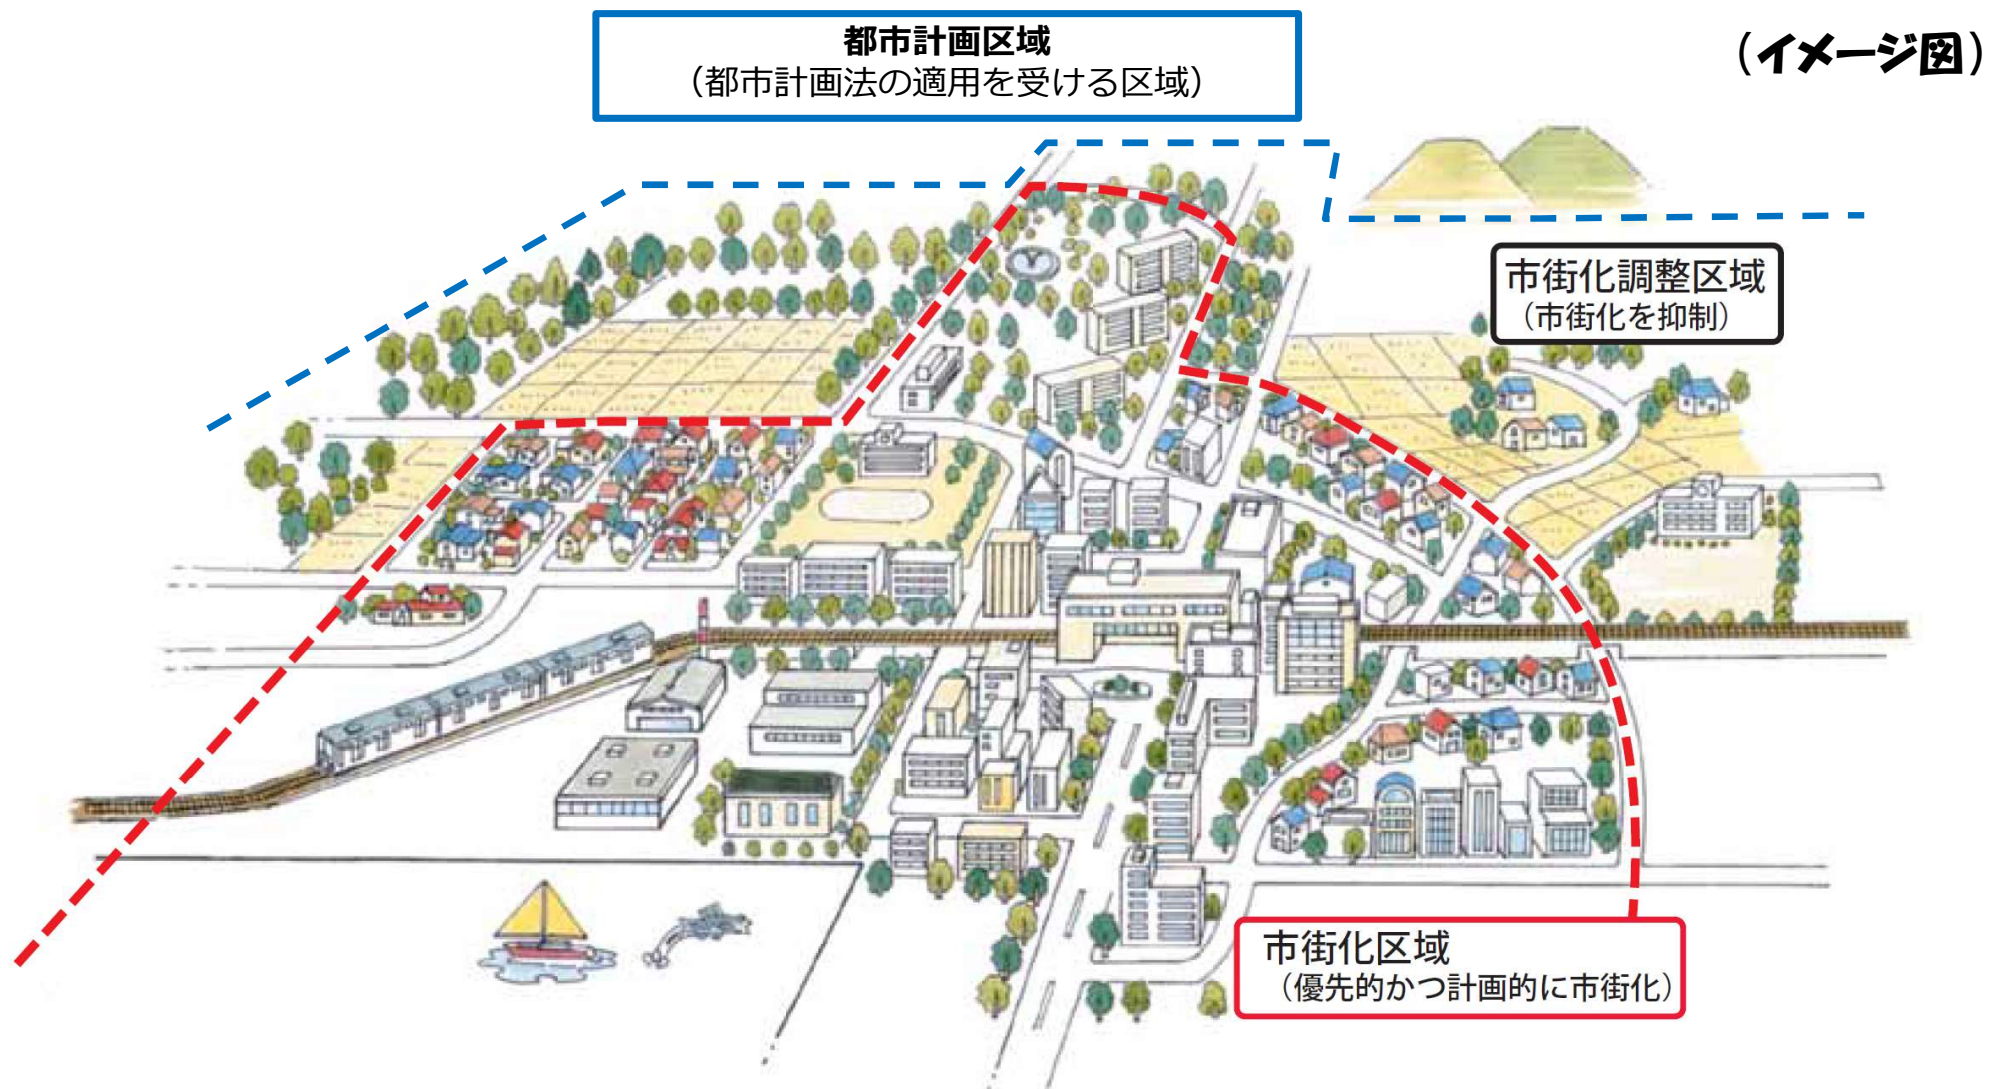 都市計画区域
（都市計画法の適用を受ける区域）
（イメージ図）
市街化調整区域
（市街化を抑制）
市街化区域
（優先的かつ計画的に市街化）